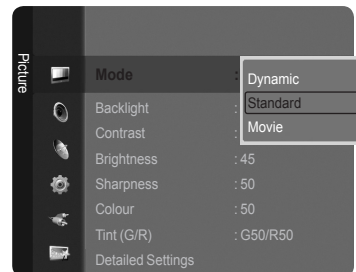 Picture
Mode : Dynamic
Backlight : Standard
Contrast : Movie
Brightness : 45
Sharpness : 50
Colour : 50
Tint (G/R) : G50/R50
Detailed Settings